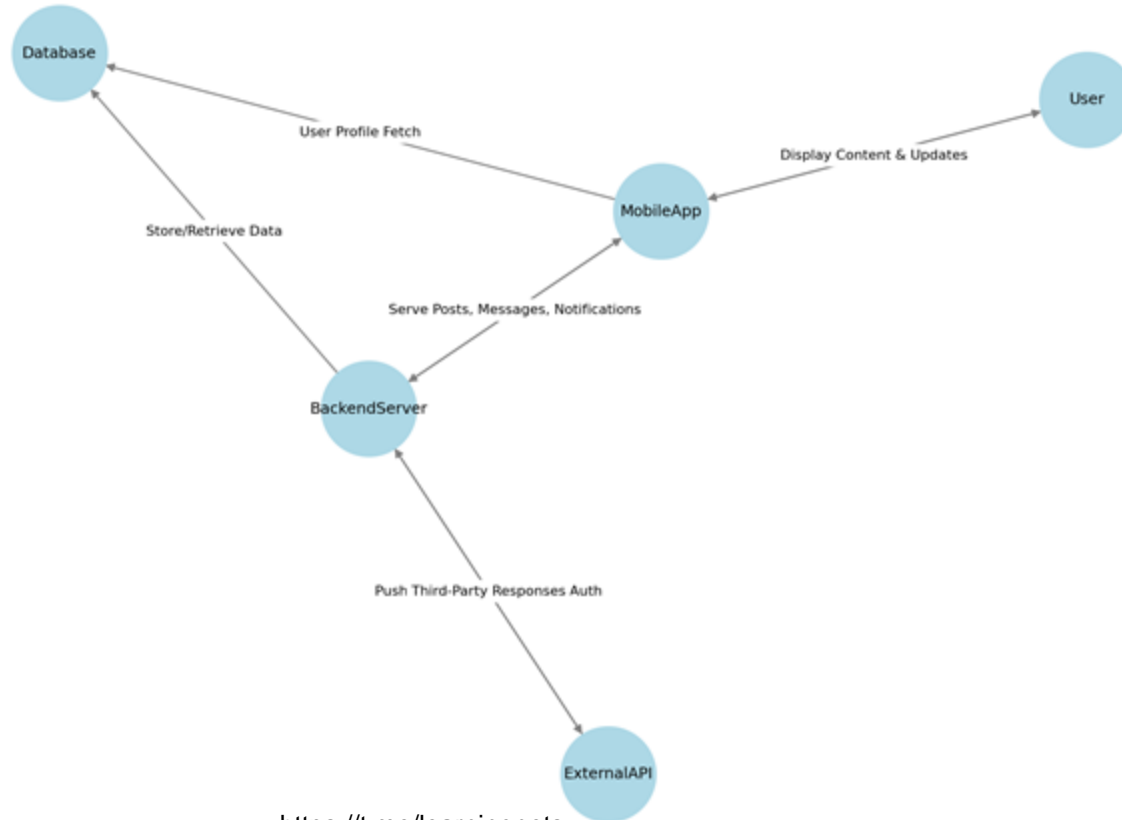 Database
User
User Profile Fetch
Display Content & Updates
MobileApp
Store/Retrieve Data
Serve Posts, Messages, Notifications
BackendServer
Push Third-Party Responses Auth
ExternalAPI